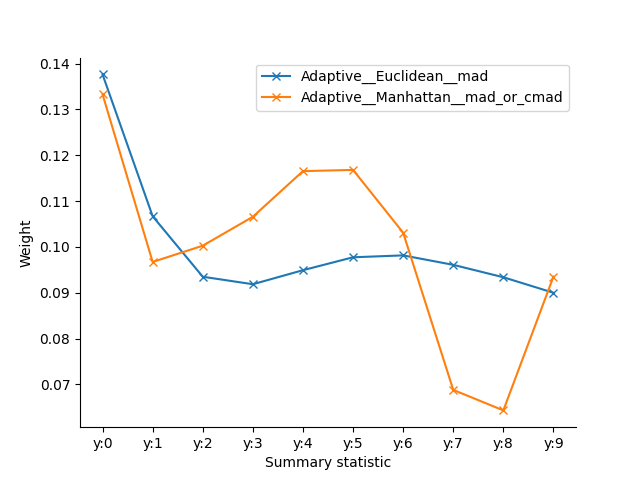 0.14
0.13
0.12
0.11
0.10
0.09
0.08
0.07
Weight
Adaptive__Euclidean__mad
Adaptive__Manhattan__mad_or_cmad
y:0 y:1 y:2 y:3 y:4 y:5 y:6 y:7 y:8 y:9
Summary statistic